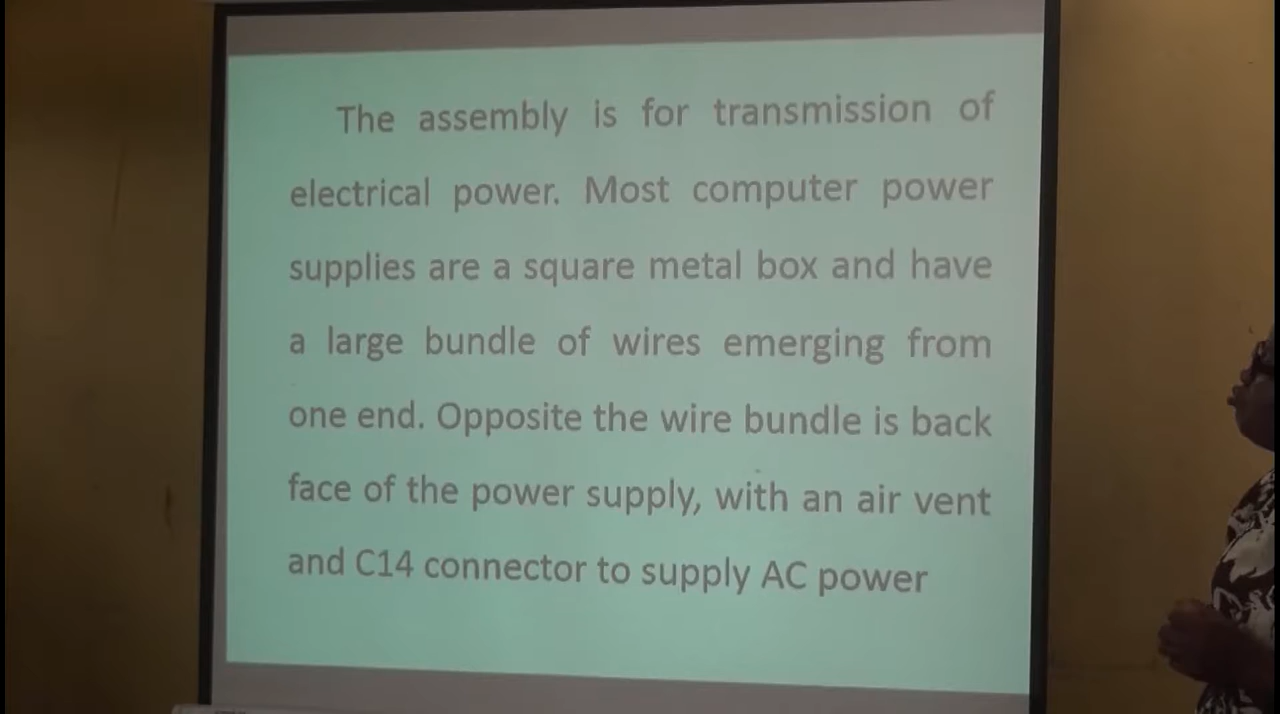 The assembly is for transmission of
electrical power. Most computer power
supplies are a square metal box and have
a large bundle of wires emerging from
one end. Opposite the wire bundle is back
face of the power supply, with an air vent
and C14 connector to supply AC power